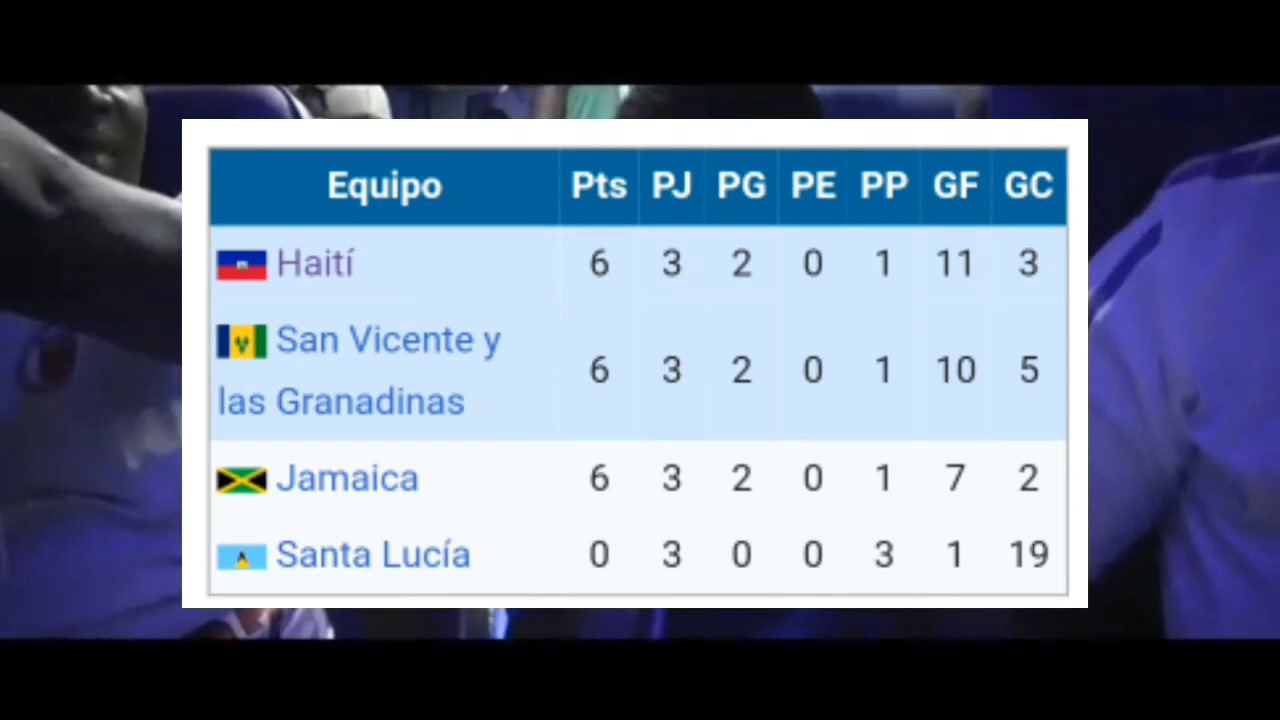 Equipo Pts PJ PG PE PP GF GC
Haití 6 3 2 0 1 11 3
San Vicente y
las Granadinas 6 3 2 0 1 10 5
Jamaica 6 3 2 0 1 7 2
Santa Lucía 0 3 0 0 3 1 19